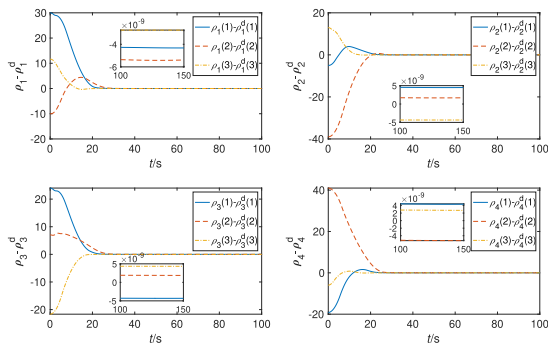 ρ₁-ρ₁ᵈ
30
20
10
0
-10
-20
0 20 40 60 80 100
t/s
ρ₁(1)-ρ₁ᵈ(1)
ρ₁(2)-ρ₁ᵈ(2)
ρ₁(3)-ρ₁ᵈ(3)
×10⁻⁹
-4
-6
100 150
ρ₂-ρ₂ᵈ
20
0
-20
-40
0 20 40 60 80 100
t/s
ρ₂(1)-ρ₂ᵈ(1)
ρ₂(2)-ρ₂ᵈ(2)
ρ₂(3)-ρ₂ᵈ(3)
×10⁻⁹
5
0
-5
100 150
ρ₃-ρ₃ᵈ
20
10
0
-10
-20
0 20 40 60 80 100
t/s
ρ₃(1)-ρ₃ᵈ(1)
ρ₃(2)-ρ₃ᵈ(2)
ρ₃(3)-ρ₃ᵈ(3)
×10⁻⁹
5
0
-5
100 150
ρ₄-ρ₄ᵈ
40
20
0
-20
0 20 40 60 80 100
t/s
ρ₄(1)-ρ₄ᵈ(1)
ρ₄(2)-ρ₄ᵈ(2)
ρ₄(3)-ρ₄ᵈ(3)
×10⁻⁹
4
2
0
-2
-4
100 150